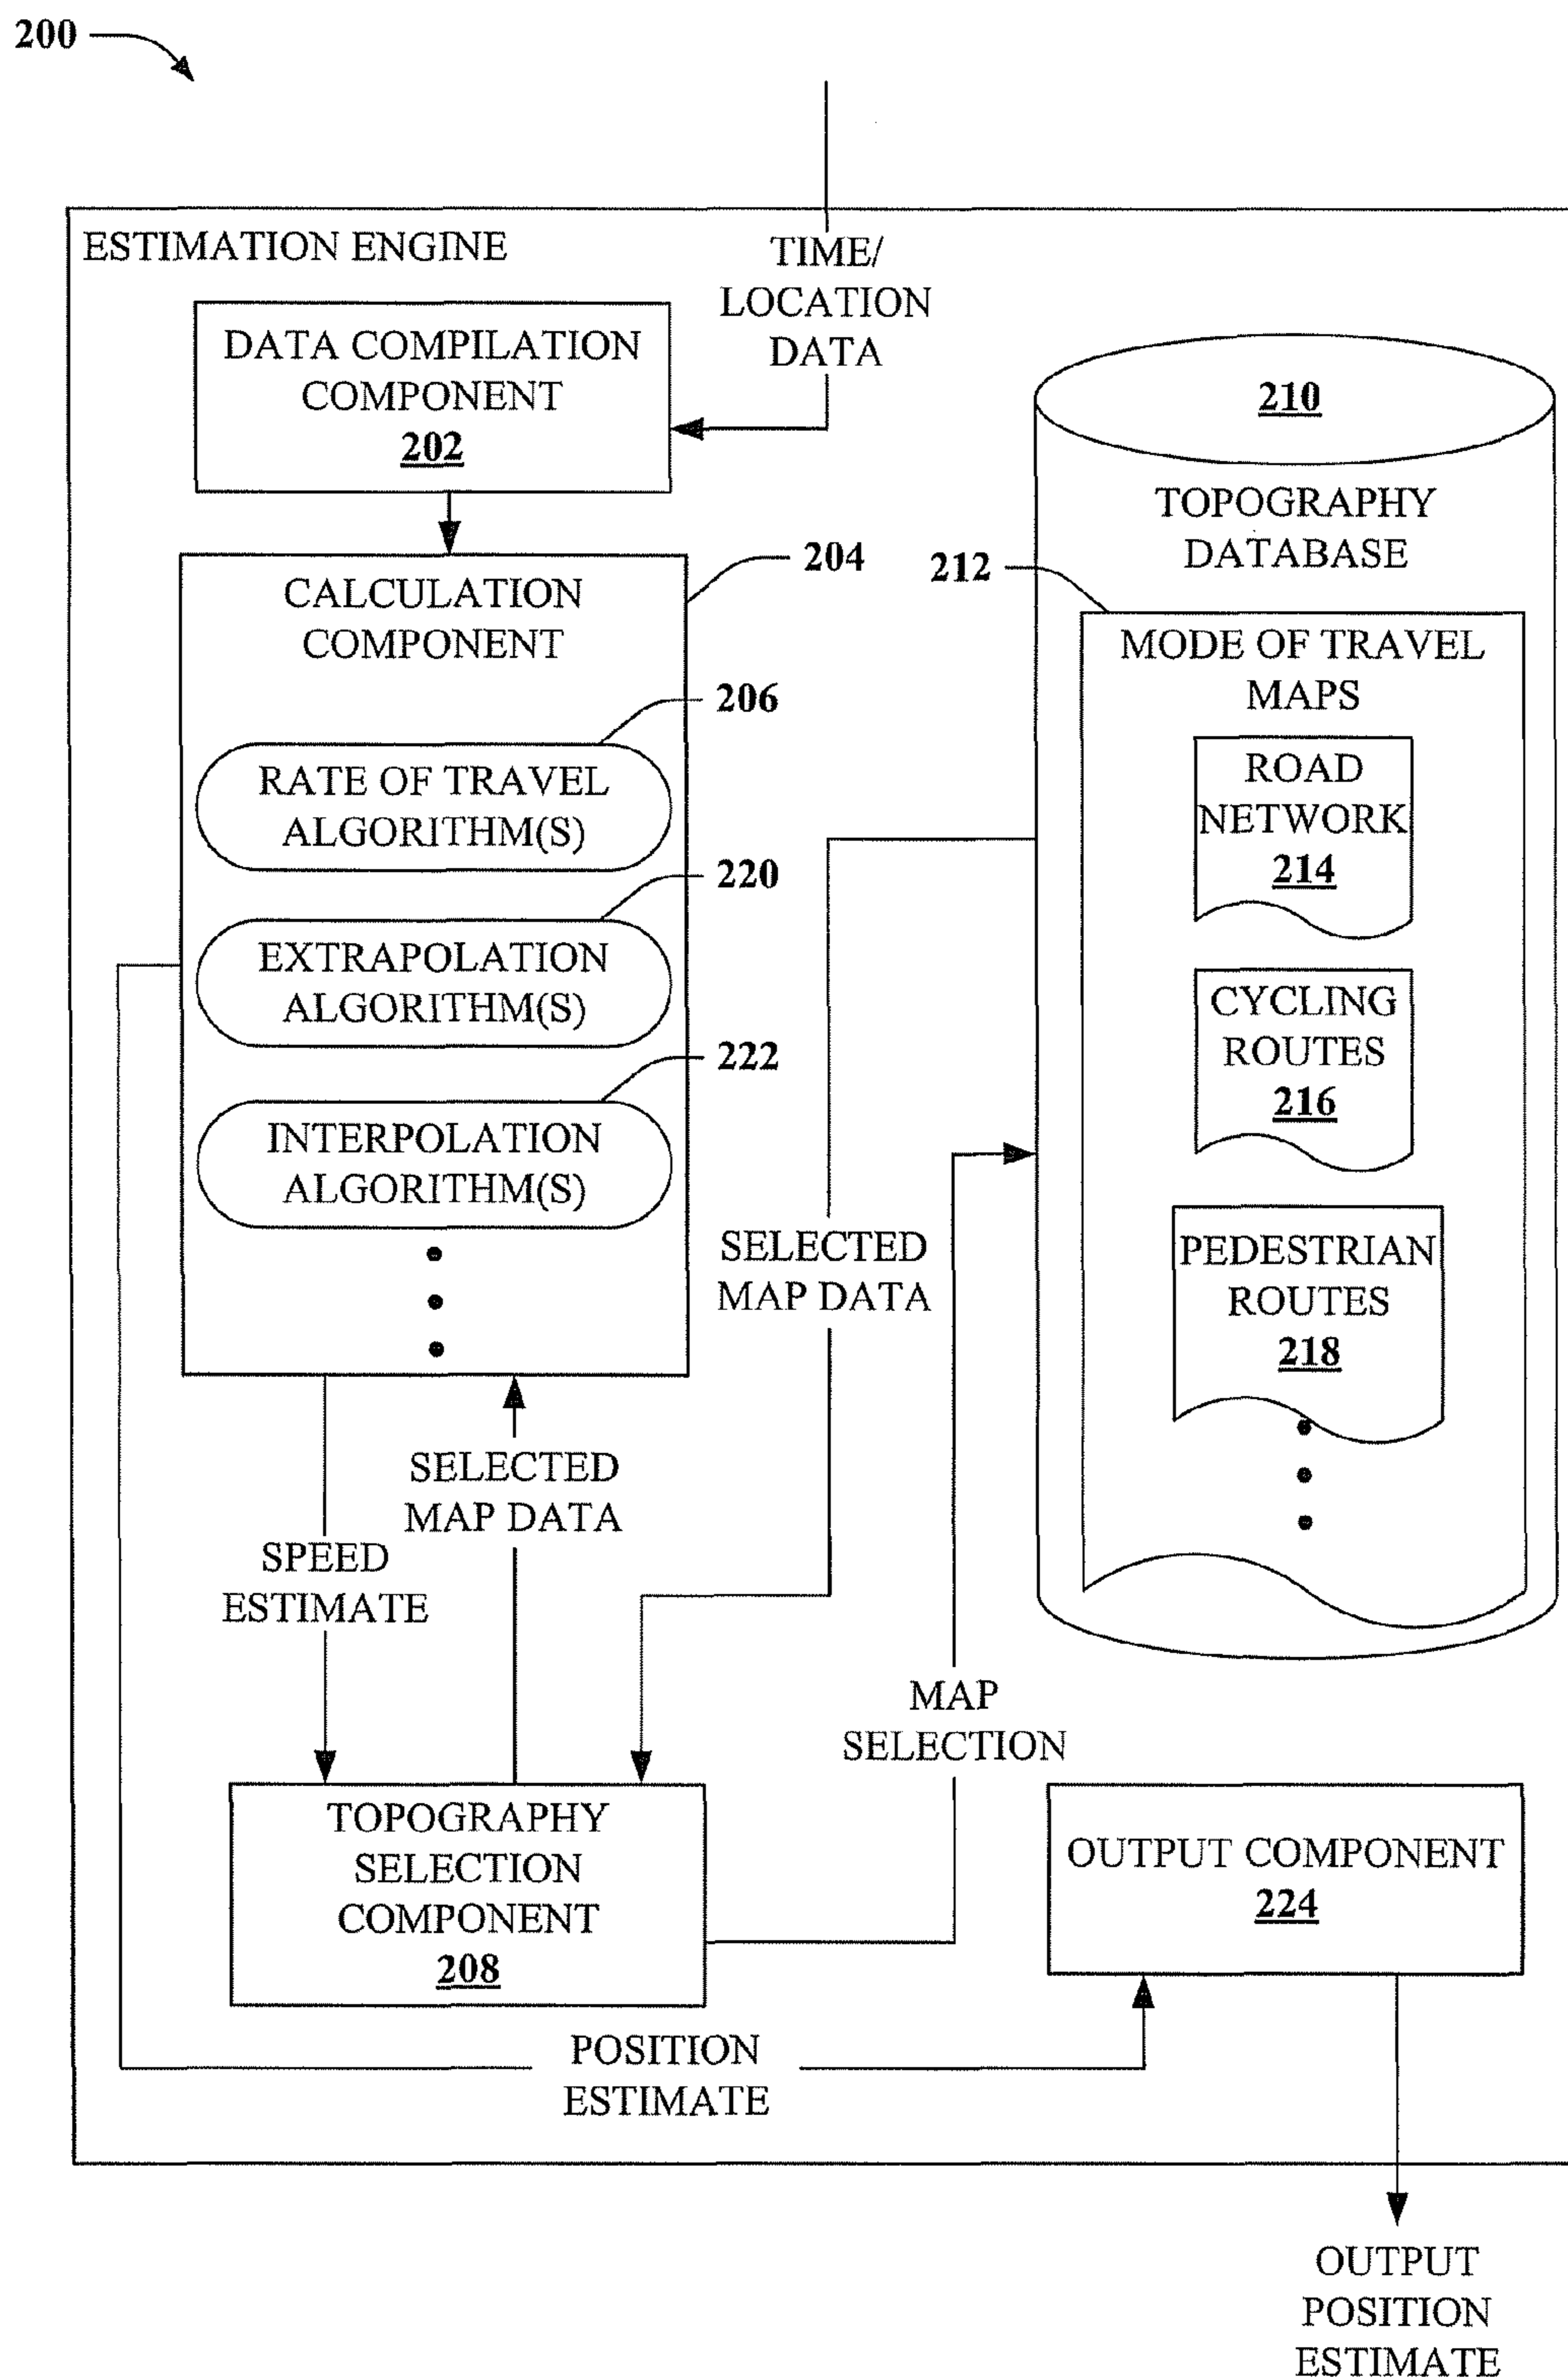 200
ESTIMATION ENGINE
TIME/
LOCATION
DATA
DATA COMPILATION
COMPONENT
202
210
TOPOGRAPHY
DATABASE
204
212
CALCULATION
COMPONENT
MODE OF TRAVEL
MAPS
206
RATE OF TRAVEL
ALGORITHM(S)
ROAD
NETWORK
214
220
EXTRAPOLATION
ALGORITHM(S)
CYCLING
ROUTES
216
222
INTERPOLATION
ALGORITHM(S)
SELECTED
MAP DATA
PEDESTRIAN
ROUTES
218
SELECTED
MAP DATA
SPEED
ESTIMATE
MAP
SELECTION
TOPOGRAPHY
SELECTION
COMPONENT
208
OUTPUT COMPONENT
224
POSITION
ESTIMATE
OUTPUT
POSITION
ESTIMATE